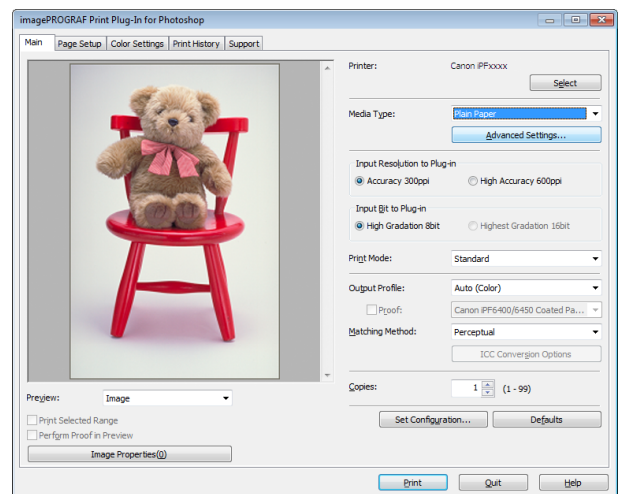 imagePROGRAF Print Plug-In for Photoshop
Main Page Setup Color Settings Print History Support
Printer: Canon iPFxxxx
Select
Media Type: Plain Paper
Advanced Settings...
Input Resolution to Plug-in
Accuracy 300ppi High Accuracy 600ppi
Input Bit to Plug-in
High Gradation 8bit Highest Gradation 16bit
Print Mode: Standard
Output Profile: Auto (Color)
Proof: Canon iPF6400/6450 Coated Pa...
Matching Method: Perceptual
ICC Conversion Options
Copies: 1 (1 - 99)
Preview: Image
Print Selected Range
Perform Proof in Preview
Image Properties(0)
Set Configuration... Defaults
Print Quit Help